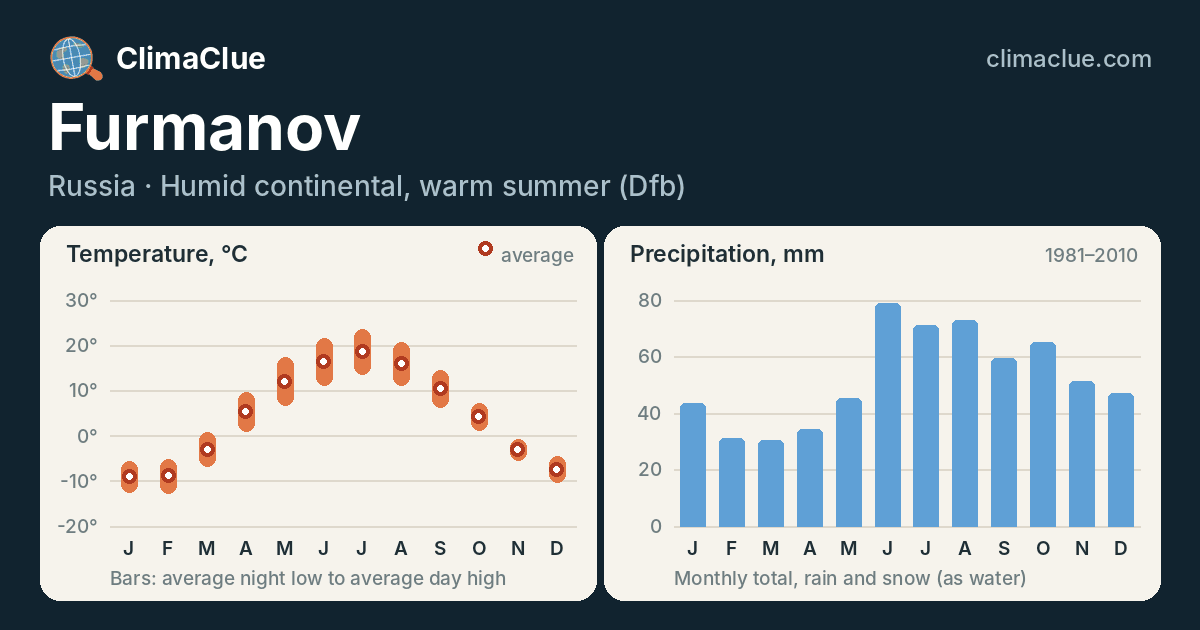 ClimaClue
climaclue.com
Furmanov
Russia · Humid continental, warm summer (Dfb)
Temperature, °C
average
30°
20°
10°
0°
-10°
-20°
J F M A M J J A S O N D
Bars: average night low to average day high
Precipitation, mm
1981–2010
80
60
40
20
0
J F M A M J J A S O N D
Monthly total, rain and snow (as water)